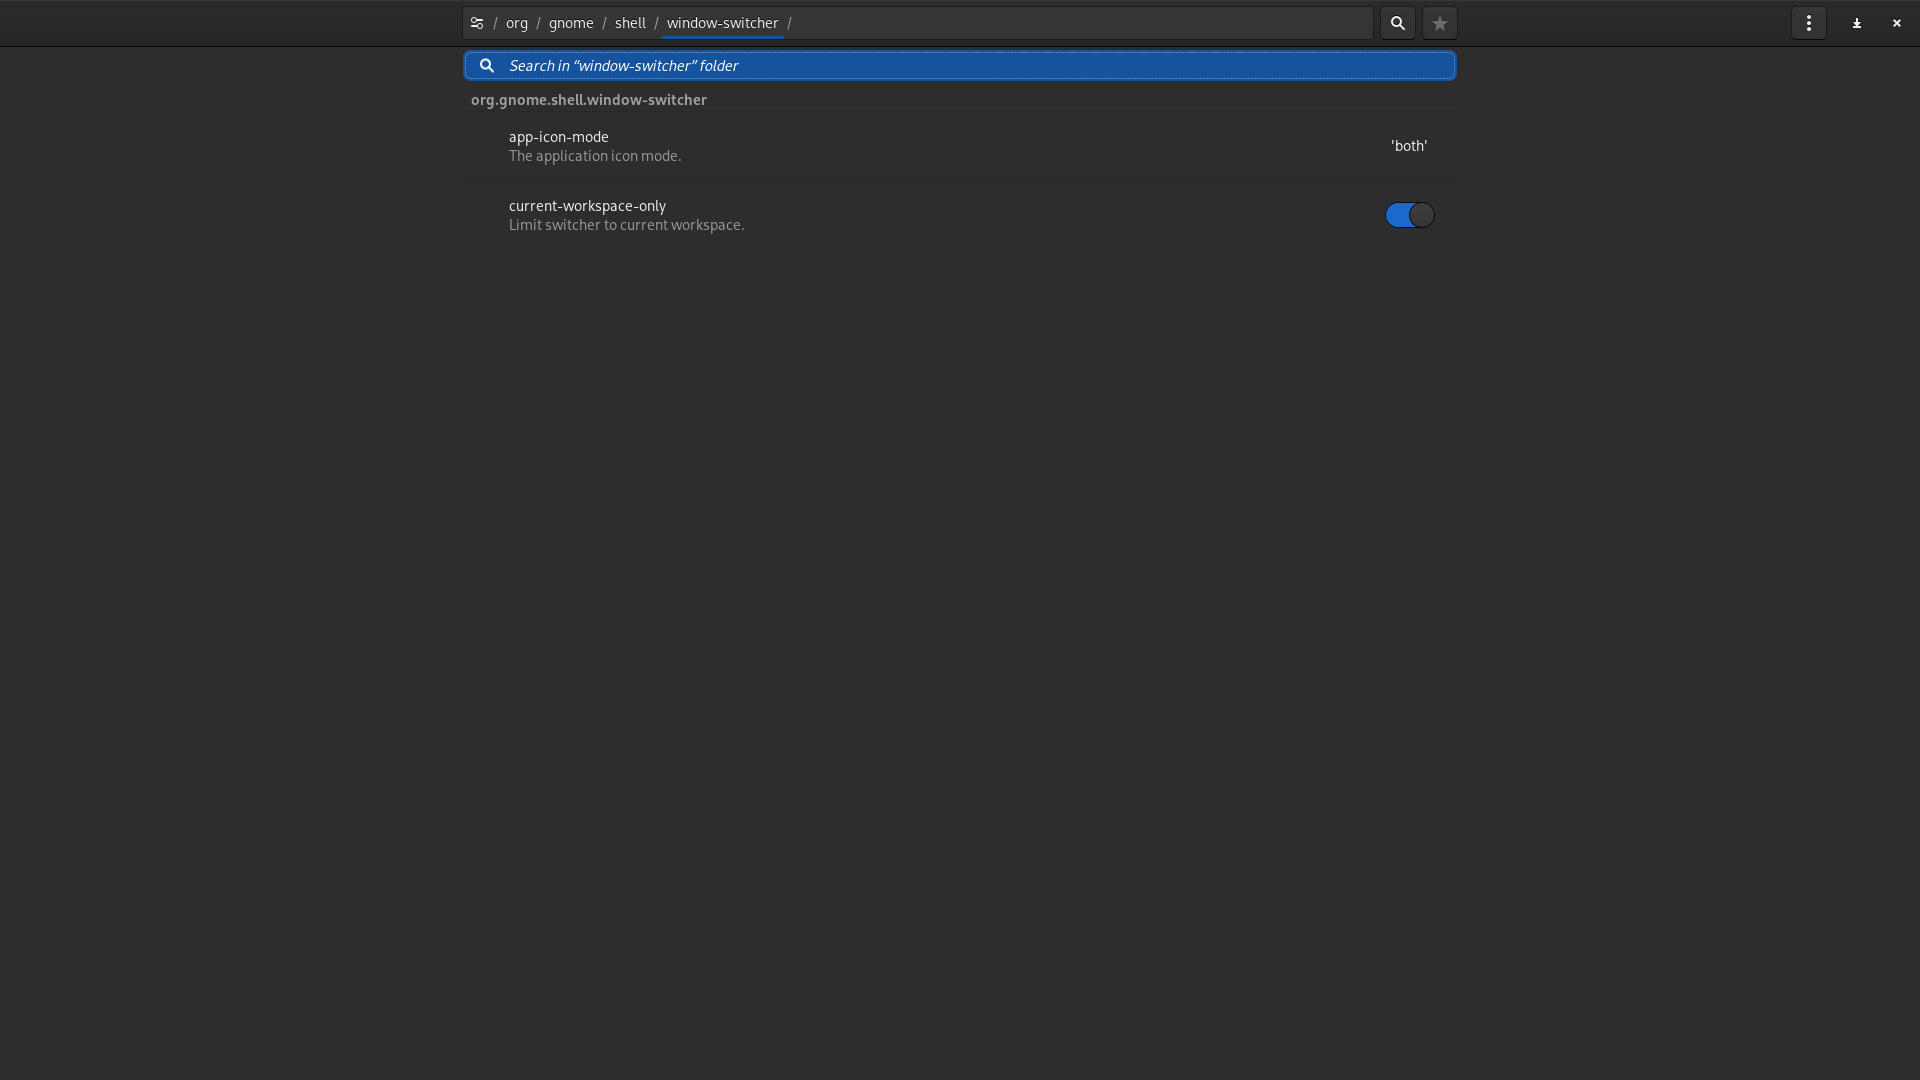 / org / gnome / shell / window-switcher /
Search in “window-switcher” folder
org.gnome.shell.window-switcher
app-icon-mode
The application icon mode.
'both'
current-workspace-only
Limit switcher to current workspace.